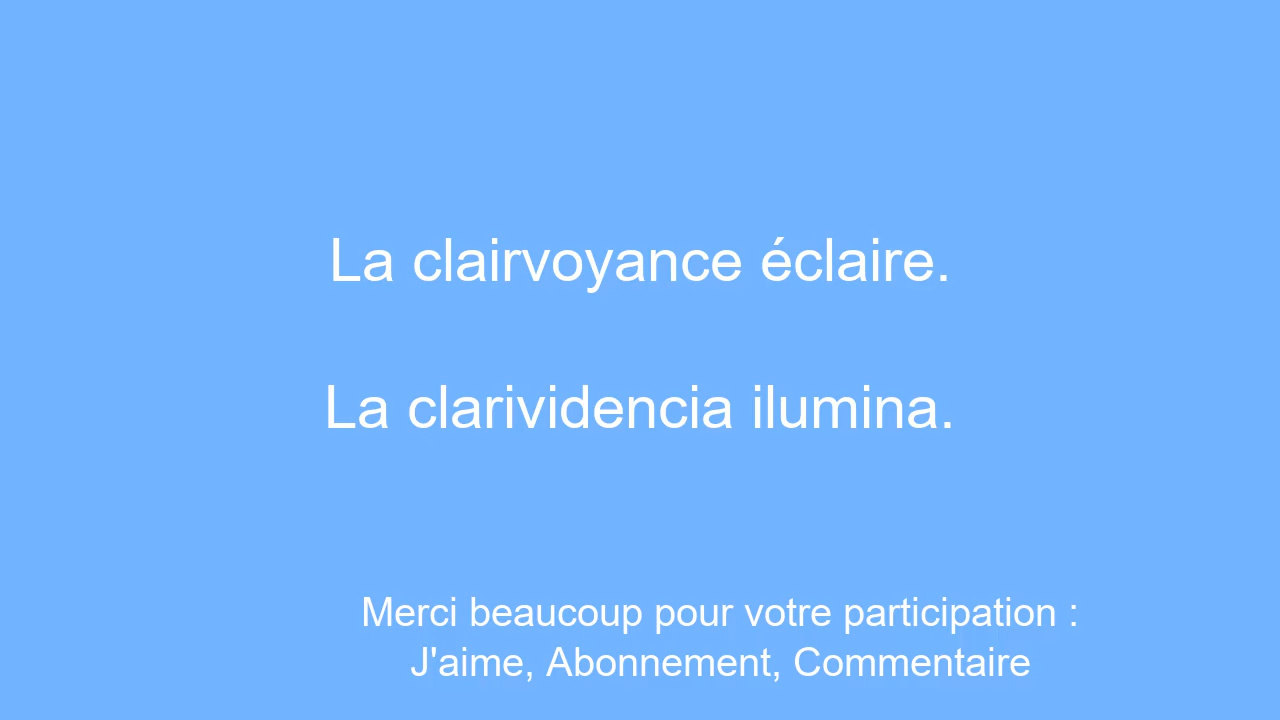 La clairvoyance éclaire.
La clarividencia ilumina.
Merci beaucoup pour votre participation :
J'aime, Abonnement, Commentaire